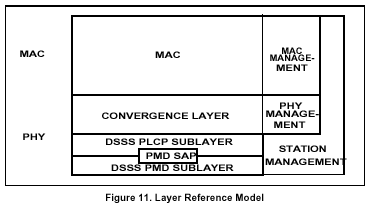 MAC
MAC
MAC
MANAGE-
MENT
PHY
CONVERGENCE LAYER
PHY
MANAGE-
MENT
DSSS PLCP SUBLAYER
PMD SAP
DSSS PMD SUBLAYER
STATION
MANAGEMENT
Figure 11. Layer Reference Model